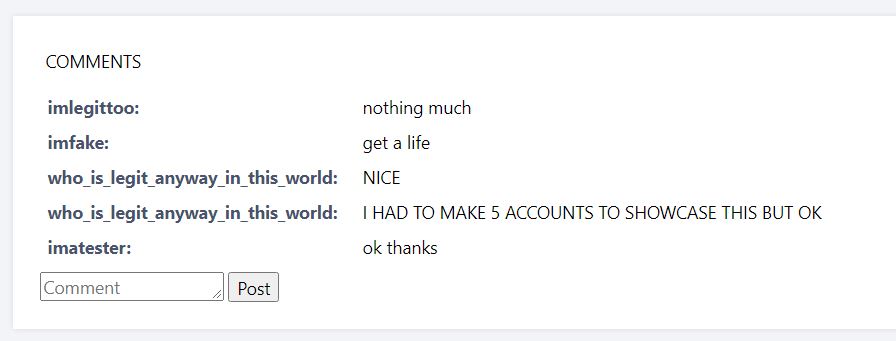 COMMENTS
imlegittoo: nothing much
imfake: get a life
who_is_legit_anyway_in_this_world: NICE
who_is_legit_anyway_in_this_world: I HAD TO MAKE 5 ACCOUNTS TO SHOWCASE THIS BUT OK
imatester: ok thanks
Comment Post